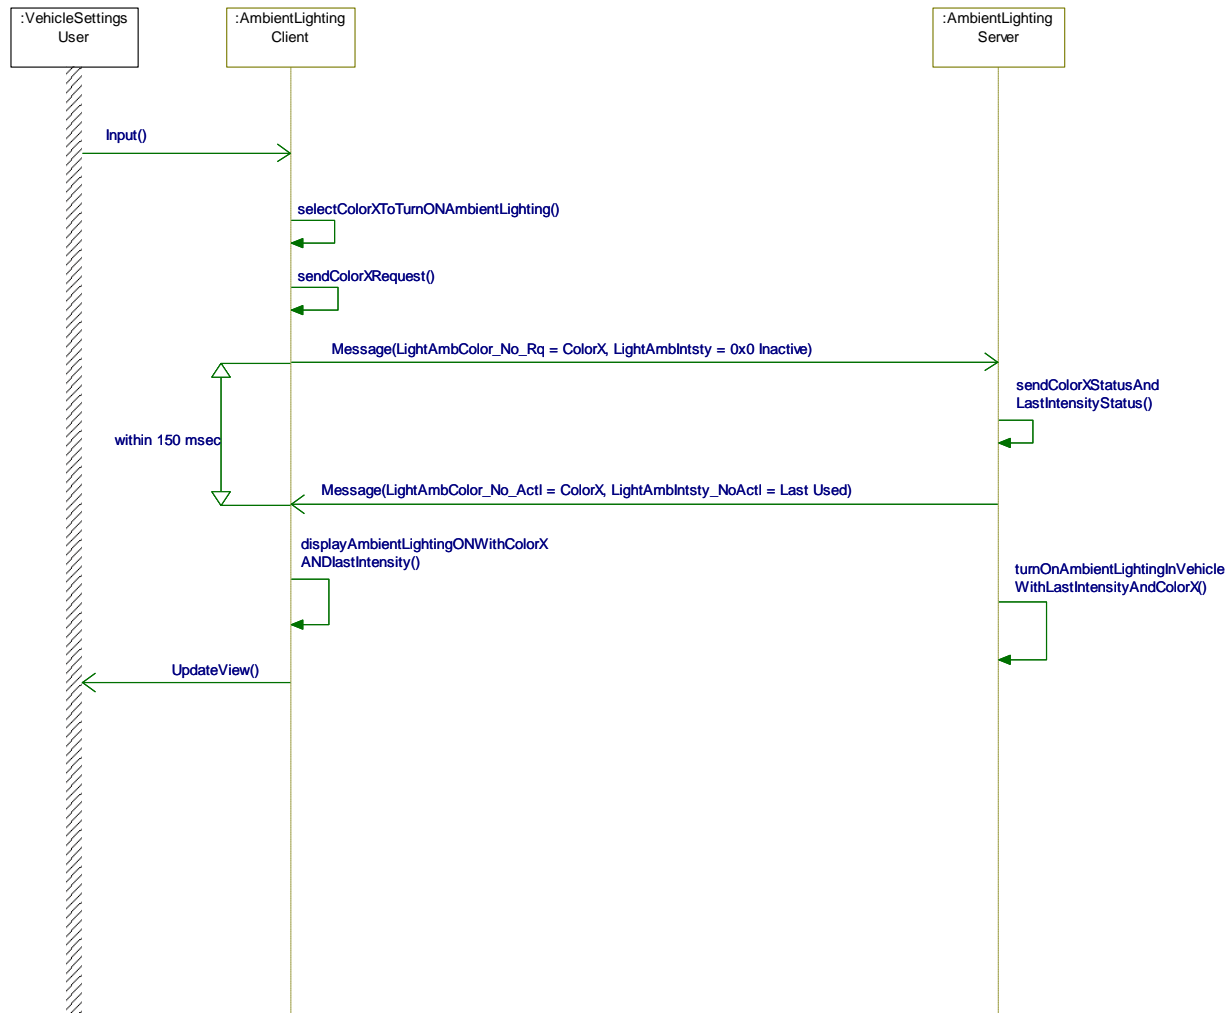 :VehicleSettings
User
:AmbientLighting
Client
:AmbientLighting
Server
Input()
selectColorXToTurnONAmbientLighting()
sendColorXRequest()
Message(LightAmbColor_No_Rq = ColorX, LightAmbIntsty = 0x0 Inactive)
sendColorXStatusAnd
LastIntensityStatus()
within 150 msec
Message(LightAmbColor_No_Actl = ColorX, LightAmbIntsty_NoActl = Last Used)
displayAmbientLightingONWithColorX
ANDlastIntensity()
turnOnAmbientLightingInVehicle
WithLastIntensityAndColorX()
UpdateView()